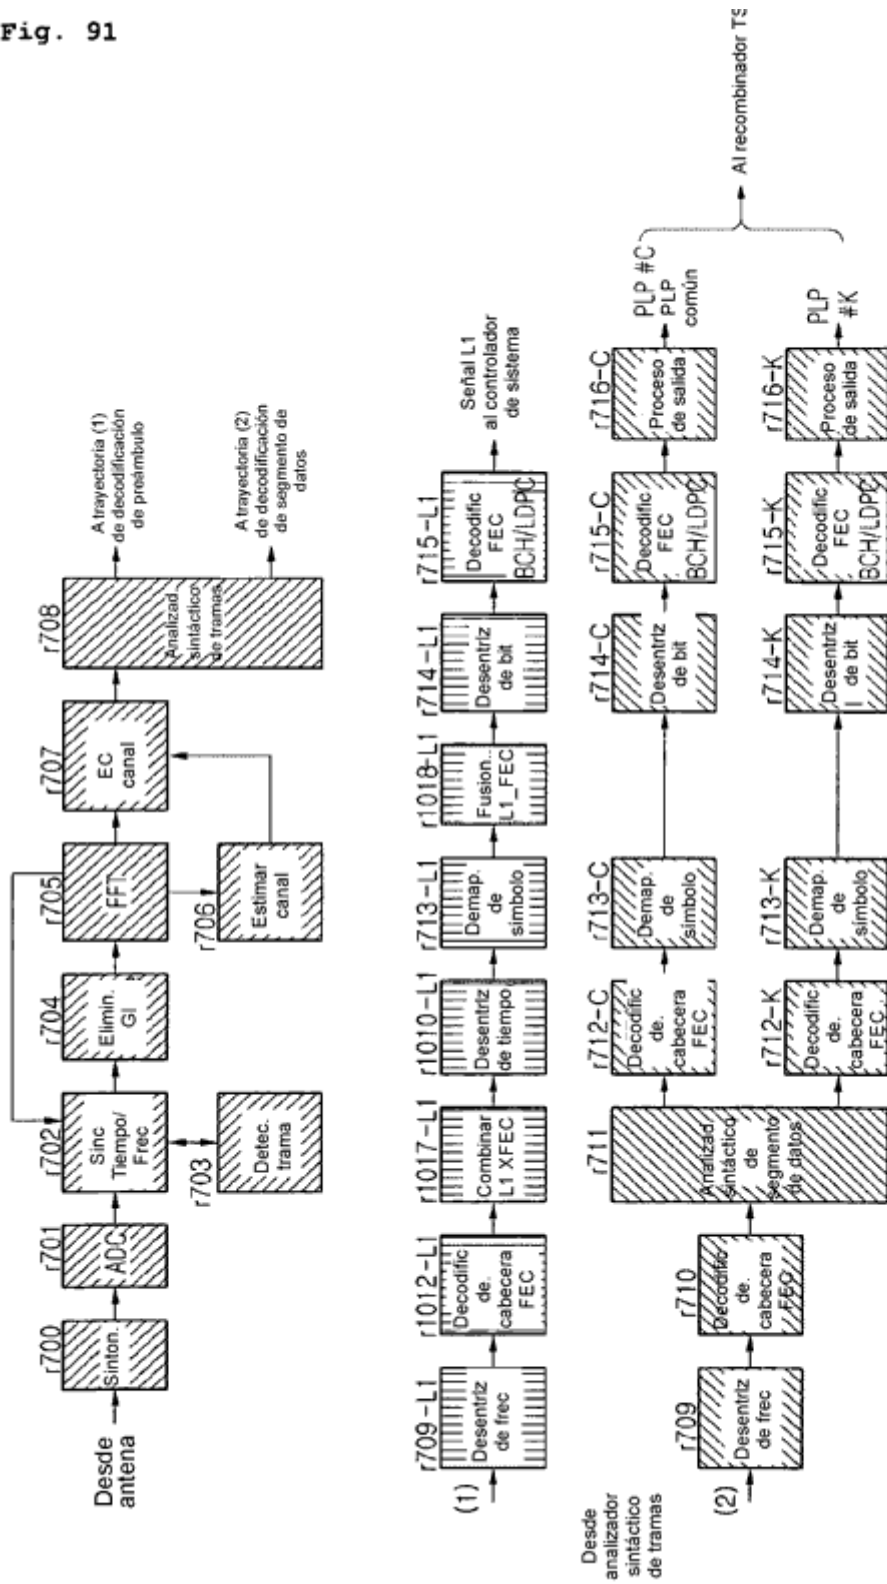 Fig. 91
r700
Sinton.
r701
ADC
r702
Sinc
Tiempo/
Frec
r703
Detec.
trama
r704
Elimin.
GI
r705
FFT
r706
Estimar
canal
r707
EC
canal
r708
Analizad
sintáctico
de tramas
Desde
antena
A trayectoria (1)
de decodificación
de preámbulo
A trayectoria (2)
de decodificación
de segmento de
datos
(1)
r709-L1
Desentrlz
de frec
r1012-L1
Decodific
de.
cabecera
FEC
r1017-L1
Combinar
L1 XFEC
r1010-L1
Desentrlz
de tiempo
r713-L1
Demap.
de
símbolo
r1018-L1
Fusion..
L1_FEC
r714-L1
Desentrlz
de bit
r715-L1
Decodific
FEC
BCH/LDPC
Señal L1
al controlador
de sistema
Desde
analizador
sintáctico
de tramas
(2)
r709
Desentrlz
de frec
r710
Decodific
de.
cabecera
FEC
r711
Analizad
sintáctico
de
segmento
de datos
r712-C
Decodific
de.
cabecera
FEC
r713-C
Demap.
de
símbolo
r714-C
Desentrlz
de bit
r715-C
Decodific
FEC
BCH/LDPC
r716-C
Proceso
de salida
PLP #C
PLP
común
r712-K
Decodific
de.
cabecera
FEC
r713-K
Demap.
de
símbolo
r714-K
Desentrlz
de bit
r715-K
Decodific
FEC
BCH/LDPC
r716-K
Proceso
de salida
PLP
#K
Al recombinador TS